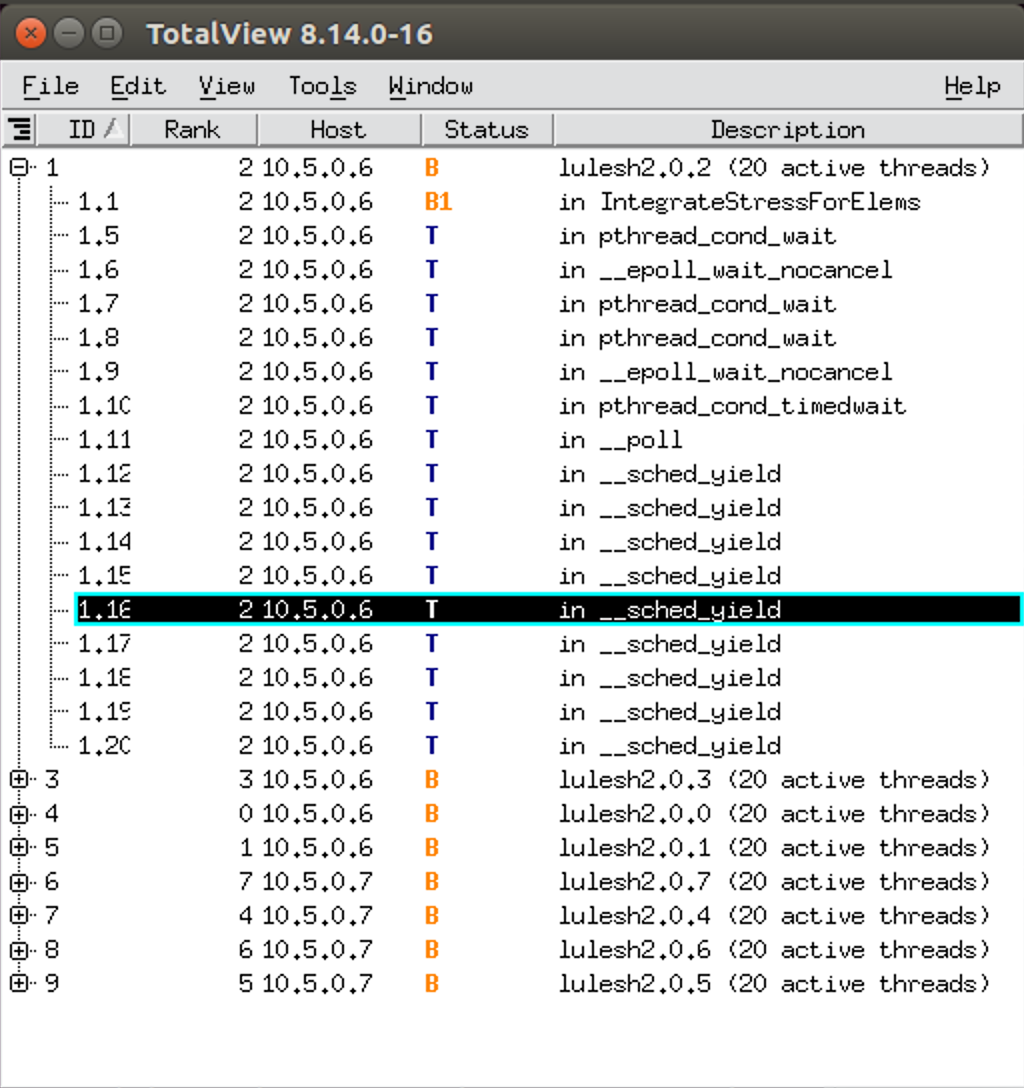 TotalView 8.14.0-16
File Edit View Tools Window Help
ID Rank Host Status Description
1 2 10.5.0.6 B lulesh2.0.2 (20 active threads)
1.1 2 10.5.0.6 B1 in IntegrateStressForElems
1.5 2 10.5.0.6 T in pthread_cond_wait
1.6 2 10.5.0.6 T in __epoll_wait_nocancel
1.7 2 10.5.0.6 T in pthread_cond_wait
1.8 2 10.5.0.6 T in pthread_cond_wait
1.9 2 10.5.0.6 T in __epoll_wait_nocancel
1.10 2 10.5.0.6 T in pthread_cond_timedwait
1.11 2 10.5.0.6 T in __poll
1.12 2 10.5.0.6 T in __sched_yield
1.13 2 10.5.0.6 T in __sched_yield
1.14 2 10.5.0.6 T in __sched_yield
1.15 2 10.5.0.6 T in __sched_yield
1.16 2 10.5.0.6 T in __sched_yield
1.17 2 10.5.0.6 T in __sched_yield
1.18 2 10.5.0.6 T in __sched_yield
1.19 2 10.5.0.6 T in __sched_yield
1.20 2 10.5.0.6 T in __sched_yield
3 3 10.5.0.6 B lulesh2.0.3 (20 active threads)
4 0 10.5.0.6 B lulesh2.0.0 (20 active threads)
5 1 10.5.0.6 B lulesh2.0.1 (20 active threads)
6 7 10.5.0.7 B lulesh2.0.7 (20 active threads)
7 4 10.5.0.7 B lulesh2.0.4 (20 active threads)
8 6 10.5.0.7 B lulesh2.0.6 (20 active threads)
9 5 10.5.0.7 B lulesh2.0.5 (20 active threads)